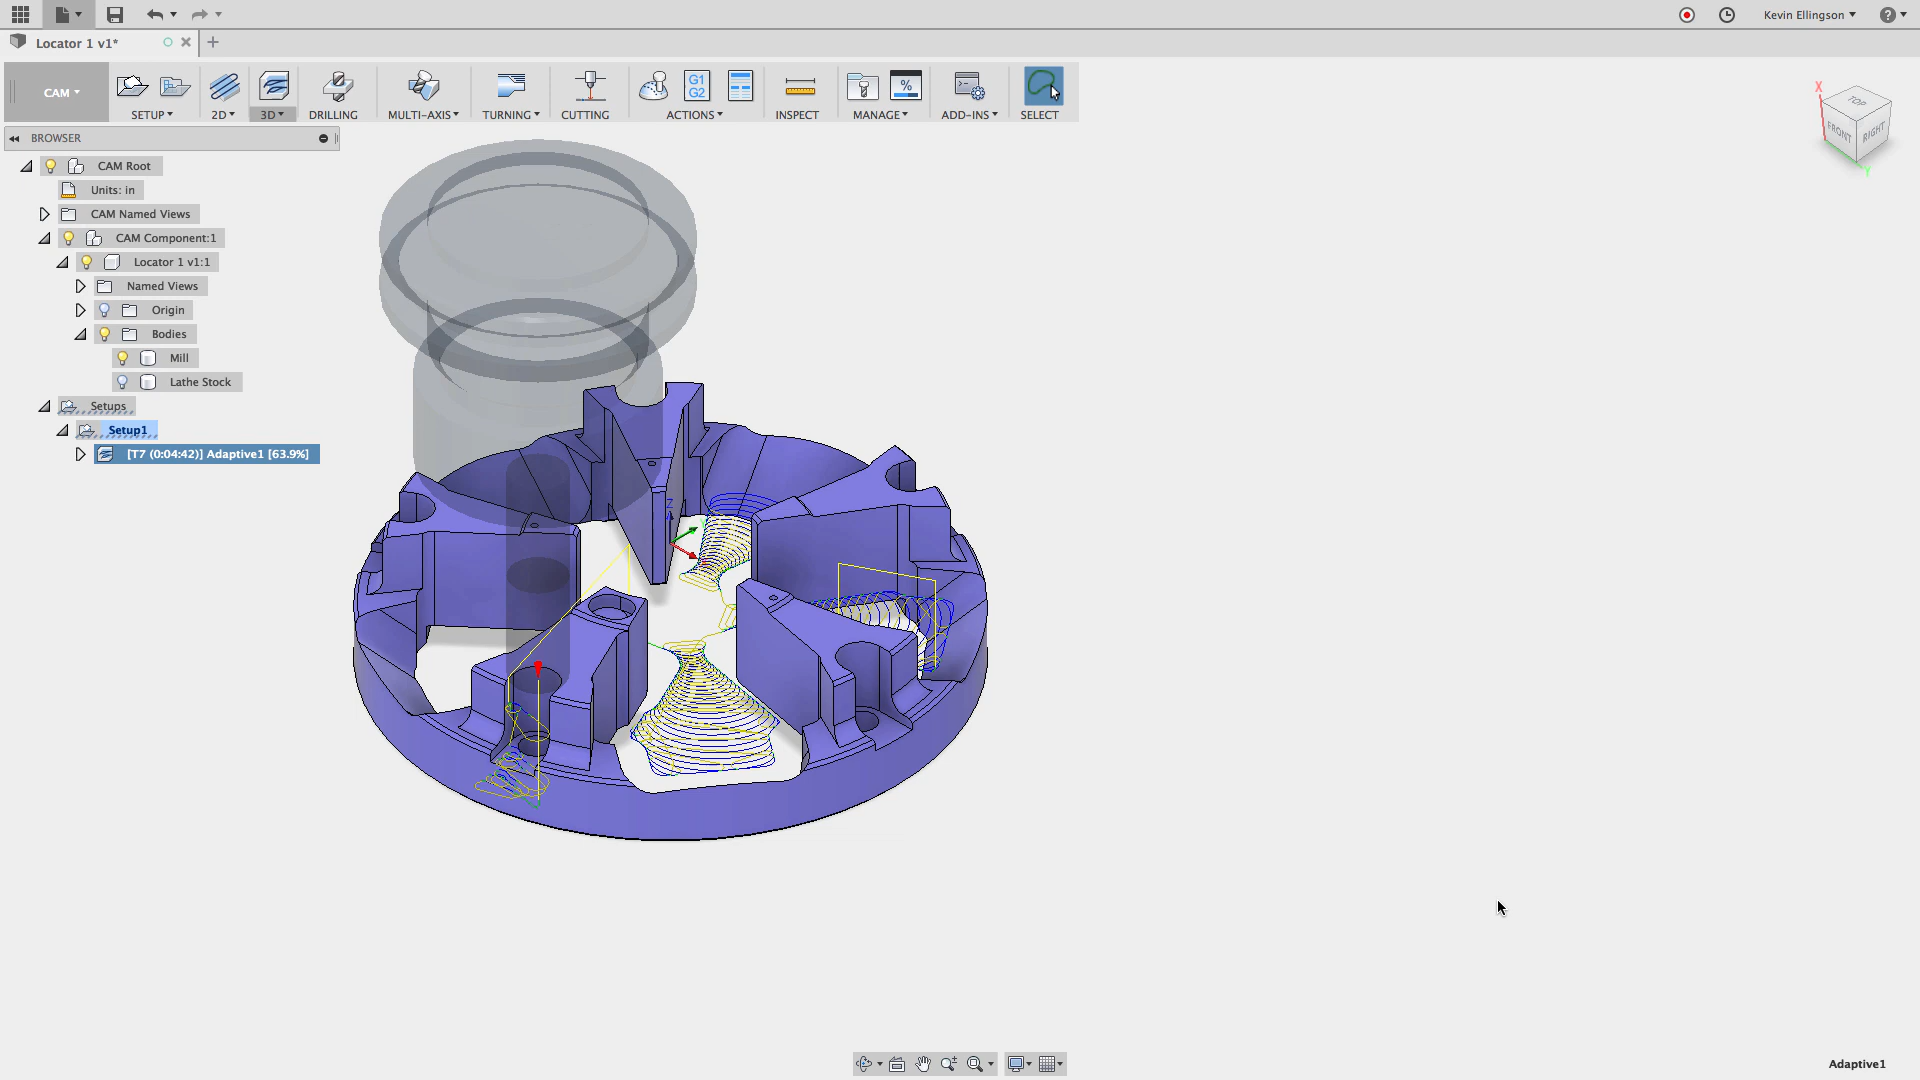 Kevin Ellingson
Locator 1 v1*
CAM
SETUP
2D
3D
DRILLING
MULTI-AXIS
TURNING
CUTTING
G1
G2
ACTIONS
INSPECT
%
MANAGE
ADD-INS
SELECT
BROWSER
CAM Root
Units: in
CAM Named Views
CAM Component:1
Locator 1 v1:1
Named Views
Origin
Bodies
Mill
Lathe Stock
Setups
Setup1
[T7 (0:04:42)] Adaptive1 [63.9%]
X
TOP
FRONT
RIGHT
Y
Z
Adaptive1